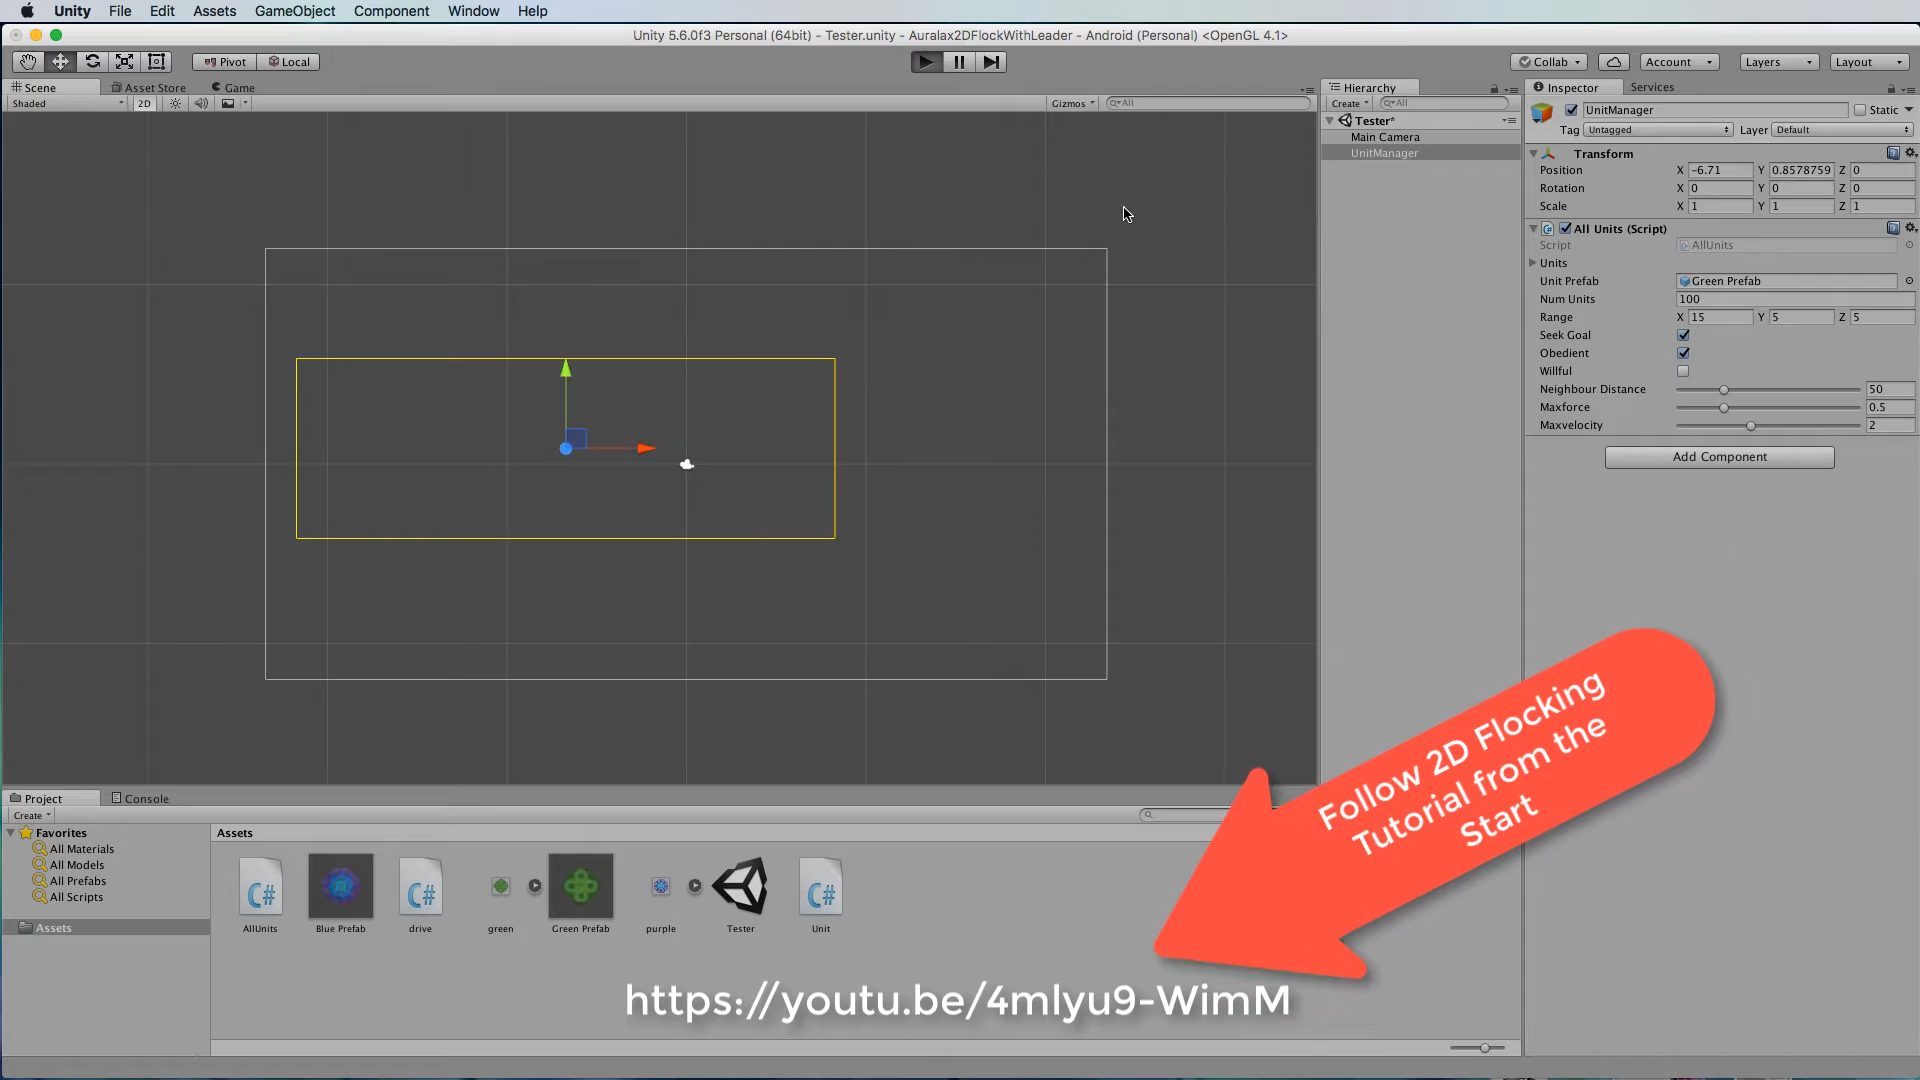 Unity File Edit Assets GameObject Component Window Help
Unity 5.6.0f3 Personal (64bit) - Tester.unity - Auralax2DFlockWithLeader - Android (Personal) <OpenGL 4.1>
Pivot Local
Collab Account Layers Layout
Scene Asset Store Game
Shaded 2D Gizmos All
Hierarchy
Create All
Tester*
Main Camera
UnitManager
Inspector Services
UnitManager Static
Tag Untagged Layer Default
Transform
Position X -6.71 Y 0.8578759 Z 0
Rotation X 0 Y 0 Z 0
Scale X 1 Y 1 Z 1
C# All Units (Script)
Script AllUnits
Units
Unit Prefab Green Prefab
Num Units 100
Range X 15 Y 5 Z 5
Seek Goal
Obedient
Willful
Neighbour Distance 50
Maxforce 0.5
Maxvelocity 2
Add Component
Project Console
Create
Favorites
All Materials
All Models
All Prefabs
All Scripts
Assets
Assets
C# C# C#
AllUnits Blue Prefab drive green Green Prefab purple Tester Unit
Follow 2D Flocking
Tutorial from the
Start
https://youtu.be/4mlyu9-WimM